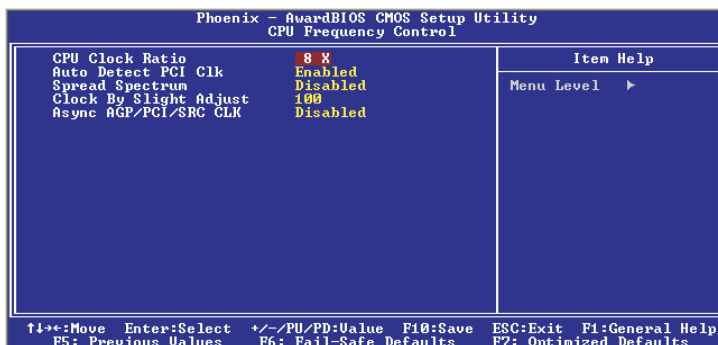 Phoenix - AwardBIOS CMOS Setup Utility
CPU Frequency Control
CPU Clock Ratio 8 X
Auto Detect PCI Clk Enabled
Spread Spectrum Disabled
Clock By Slight Adjust 100
Async AGP/PCI/SRC CLK Disabled
Item Help
Menu Level ►
↑↓→←:Move Enter:Select +/-/PU/PD:Value F10:Save ESC:Exit F1:General Help
F5: Previous Values F6: Fail-Safe Defaults F7: Optimized Defaults